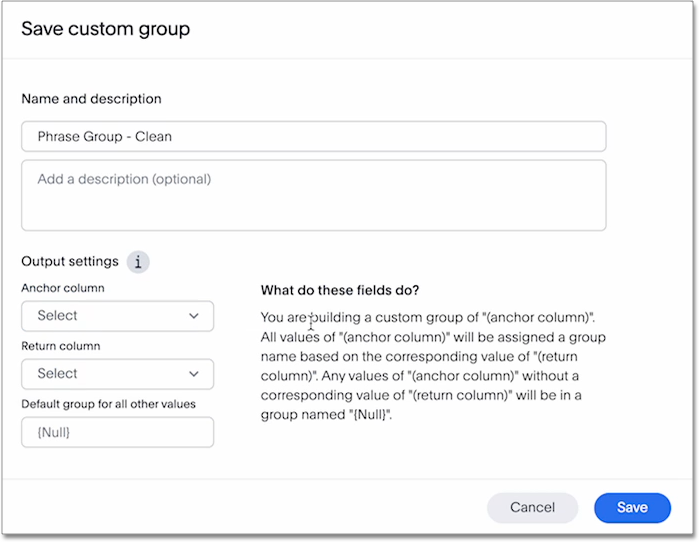 Save custom group
Name and description
Phrase Group - Clean
Add a description (optional)
Output settings i
Anchor column
Select
Return column
Select
Default group for all other values
{Null}
What do these fields do?
You are building a custom group of "(anchor column)".
All values of "(anchor column)" will be assigned a group
name based on the corresponding value of "(return
column)". Any values of "(anchor column)" without a
corresponding value of "(return column)" will be in a
group named "{Null}".
Cancel
Save